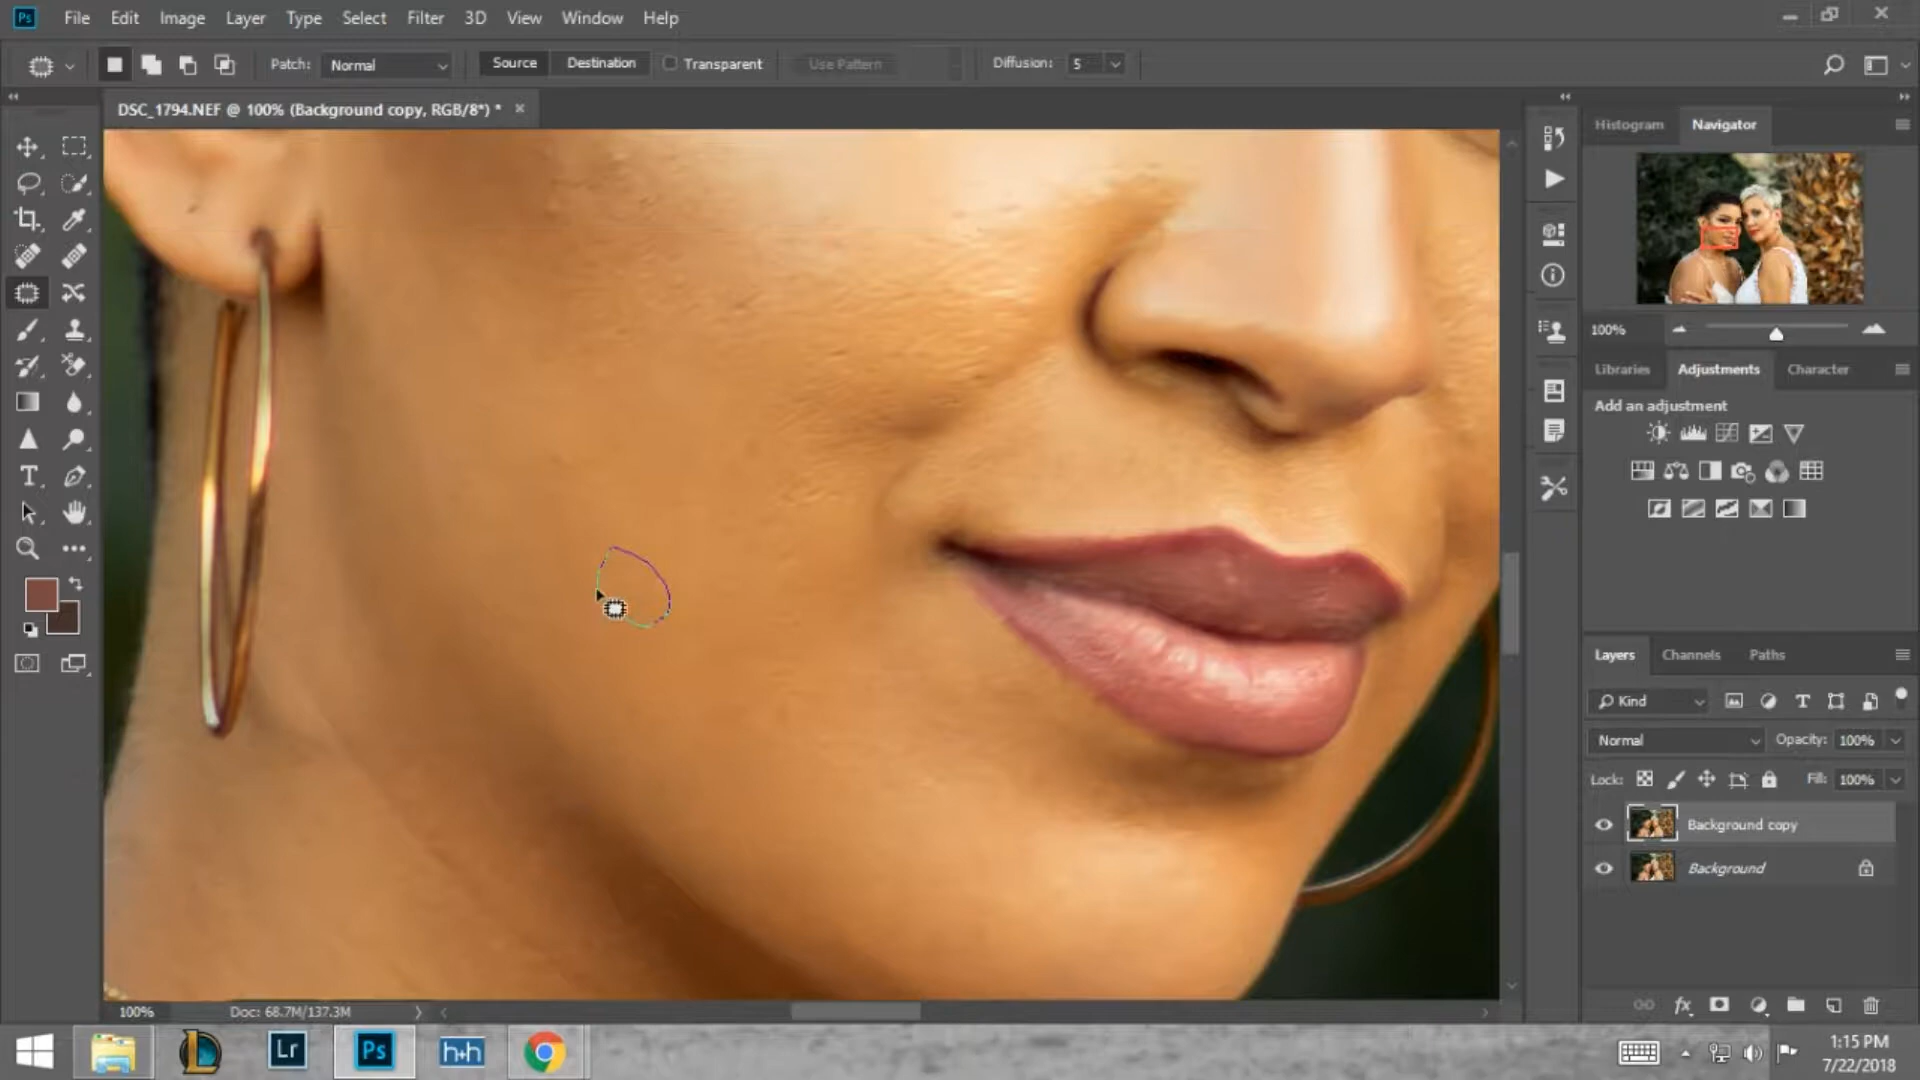 Ps File Edit Image Layer Type Select Filter 3D View Window Help
Patch: Normal Source Destination Transparent Use Pattern Diffusion: 5
DSC_1794.NEF @ 100% (Background copy, RGB/8*) * ×
Histogram Navigator
100%
Libraries Adjustments Character
Add an adjustment
T
Layers Channels Paths
Kind T
Normal Opacity: 100%
Lock: Fill: 100%
Background copy
Background
fx
100% Doc: 68.7M/137.3M
Lr Ps h+h
1:15 PM
7/22/2018